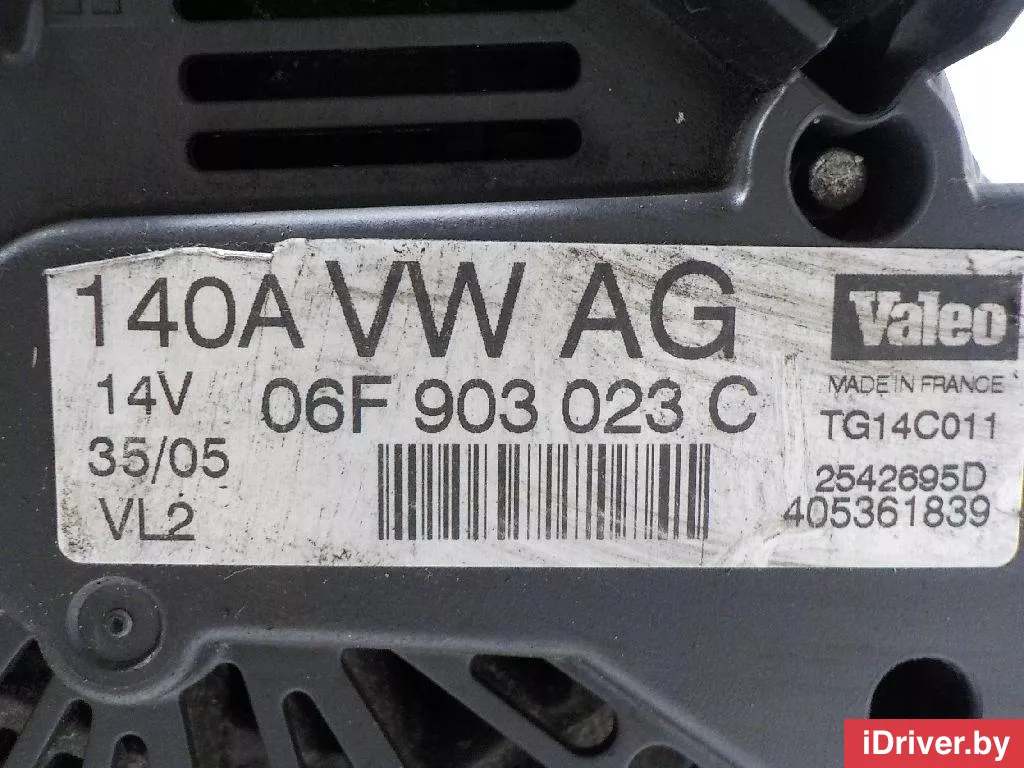 140A VW AG
Valeo
14V
06F 903 023 C
MADE IN FRANCE
TG14C011
35/05
2542695D
VL2
405361839
iDriver.by